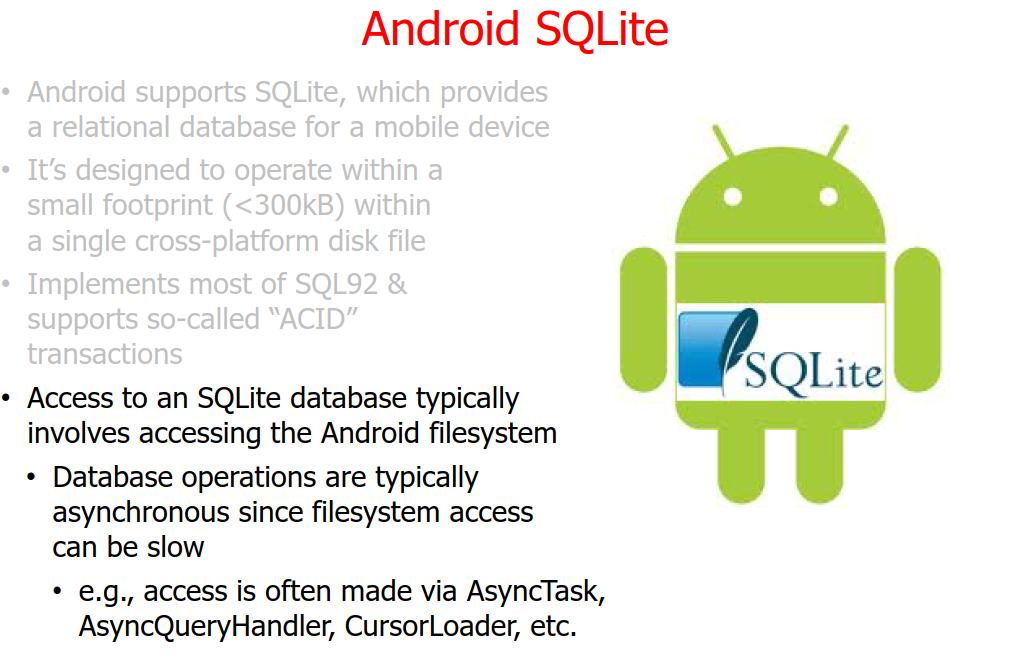 Android SQLite
• Android supports SQLite, which provides
a relational database for a mobile device
• It’s designed to operate within a
small footprint (<300kB) within
a single cross-platform disk file
• Implements most of SQL92 &
supports so-called “ACID”
transactions
• Access to an SQLite database typically
involves accessing the Android filesystem
• Database operations are typically
asynchronous since filesystem access
can be slow
• e.g., access is often made via AsyncTask,
AsyncQueryHandler, CursorLoader, etc.
SQLite